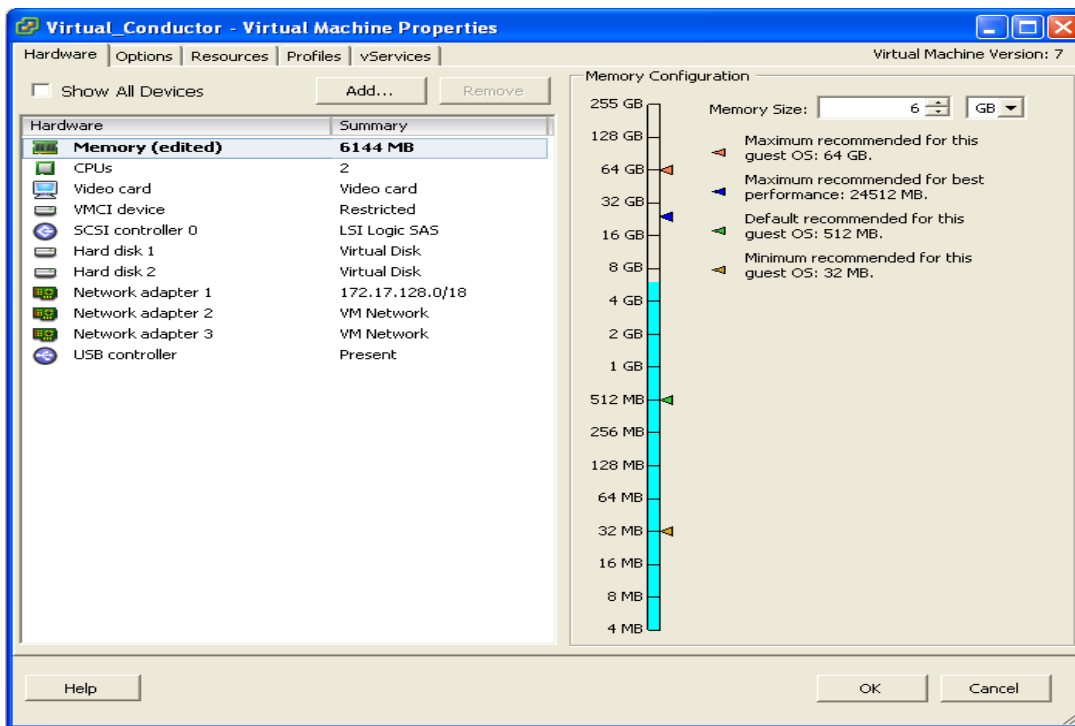 Virtual_Conductor - Virtual Machine Properties
Hardware Options Resources Profiles vServices
Virtual Machine Version: 7
Show All Devices
Add...
Remove
Hardware Summary
Memory (edited) 6144 MB
CPUs 2
Video card Video card
VMCI device Restricted
SCSI controller 0 LSI Logic SAS
Hard disk 1 Virtual Disk
Hard disk 2 Virtual Disk
Network adapter 1 172.17.128.0/18
Network adapter 2 VM Network
Network adapter 3 VM Network
USB controller Present
Memory Configuration
255 GB
128 GB
64 GB
32 GB
16 GB
8 GB
4 GB
2 GB
1 GB
512 MB
256 MB
128 MB
64 MB
32 MB
16 MB
8 MB
4 MB
Memory Size: 6 GB
Maximum recommended for this
guest OS: 64 GB.
Maximum recommended for best
performance: 24512 MB.
Default recommended for this
guest OS: 512 MB.
Minimum recommended for this
guest OS: 32 MB.
Help
OK
Cancel